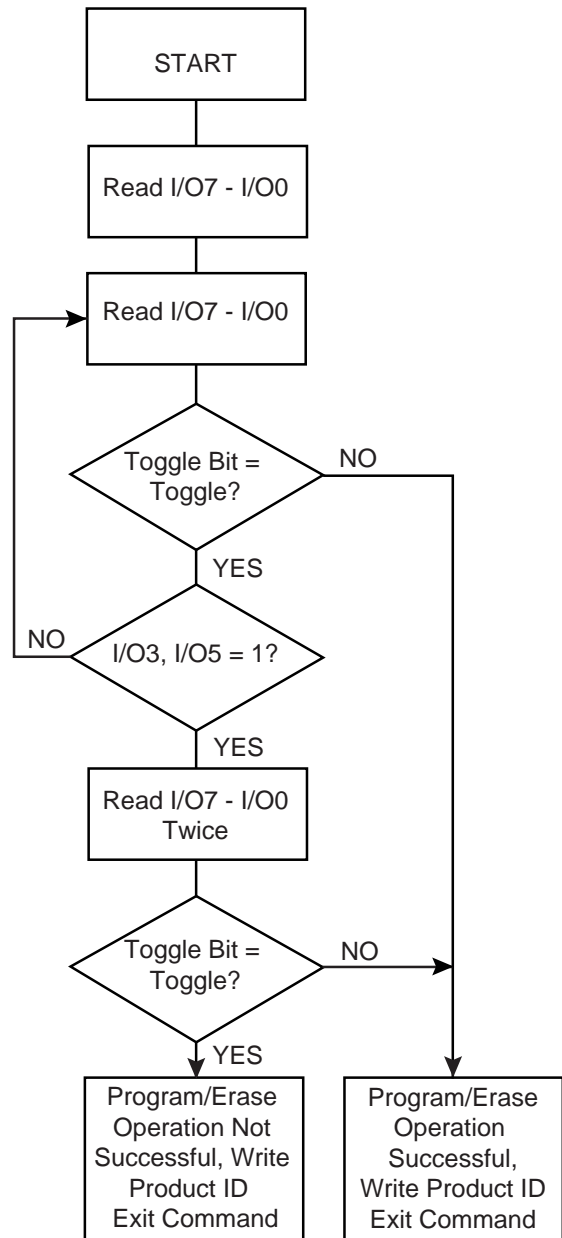 START
Read I/O7 - I/O0
Read I/O7 - I/O0
Toggle Bit =
Toggle?
NO
YES
NO
I/O3, I/O5 = 1?
YES
Read I/O7 - I/O0
Twice
Toggle Bit =
Toggle?
NO
YES
Program/Erase
Operation Not
Successful, Write
Product ID
Exit Command
Program/Erase
Operation
Successful,
Write Product ID
Exit Command